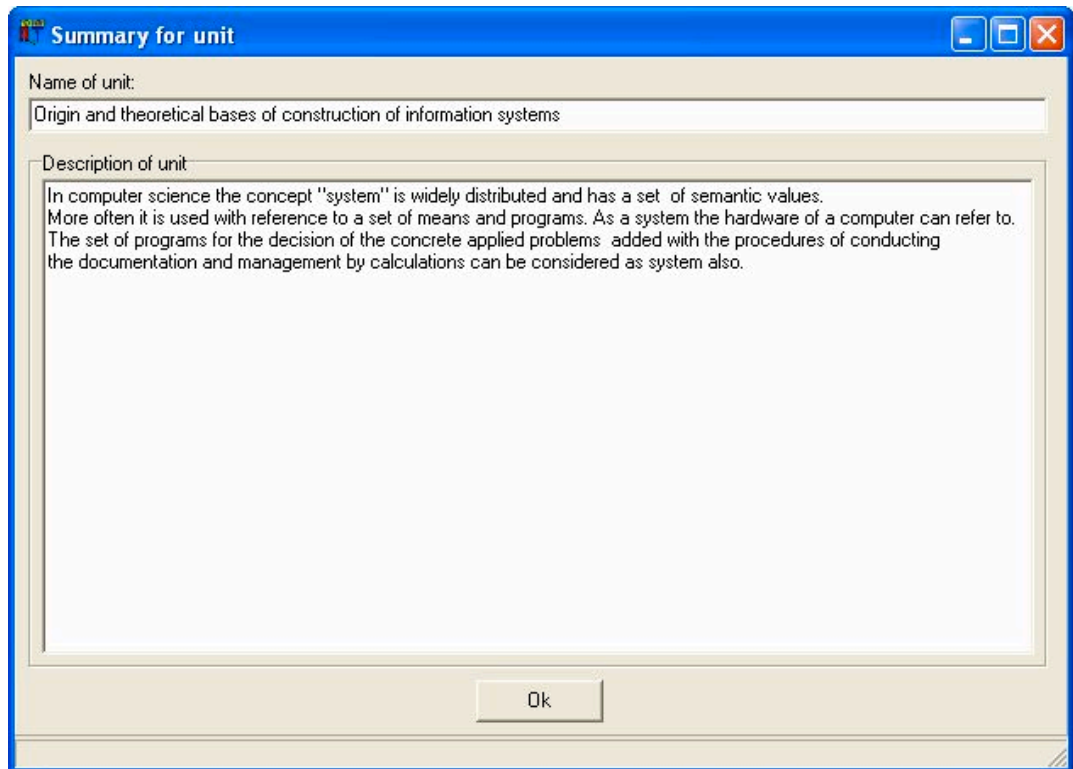 Summary for unit
Name of unit:
Origin and theoretical bases of construction of information systems
Description of unit
In computer science the concept "system" is widely distributed and has a set  of semantic values.
More often it is used with reference to a set of means and programs. As a system the hardware of a computer can refer to.
The set of programs for the decision of the concrete applied problems  added with the procedures of conducting
the documentation and management by calculations can be considered as system also.
Ok